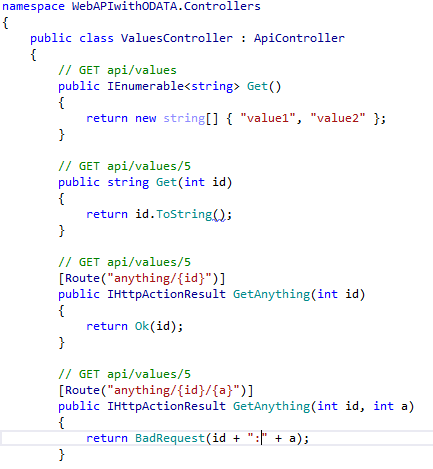 namespace WebAPIwithODATA.Controllers
{
    public class ValuesController : ApiController
    {
        // GET api/values
        public IEnumerable<string> Get()
        {
            return new string[] { "value1", "value2" };
        }

        // GET api/values/5
        public string Get(int id)
        {
            return id.ToString();
        }

        // GET api/values/5
        [Route("anything/{id}")]
        public IHttpActionResult GetAnything(int id)
        {
            return Ok(id);
        }

        // GET api/values/5
        [Route("anything/{id}/{a}")]
        public IHttpActionResult GetAnything(int id, int a)
        {
            return BadRequest(id + ":" + a);
        }